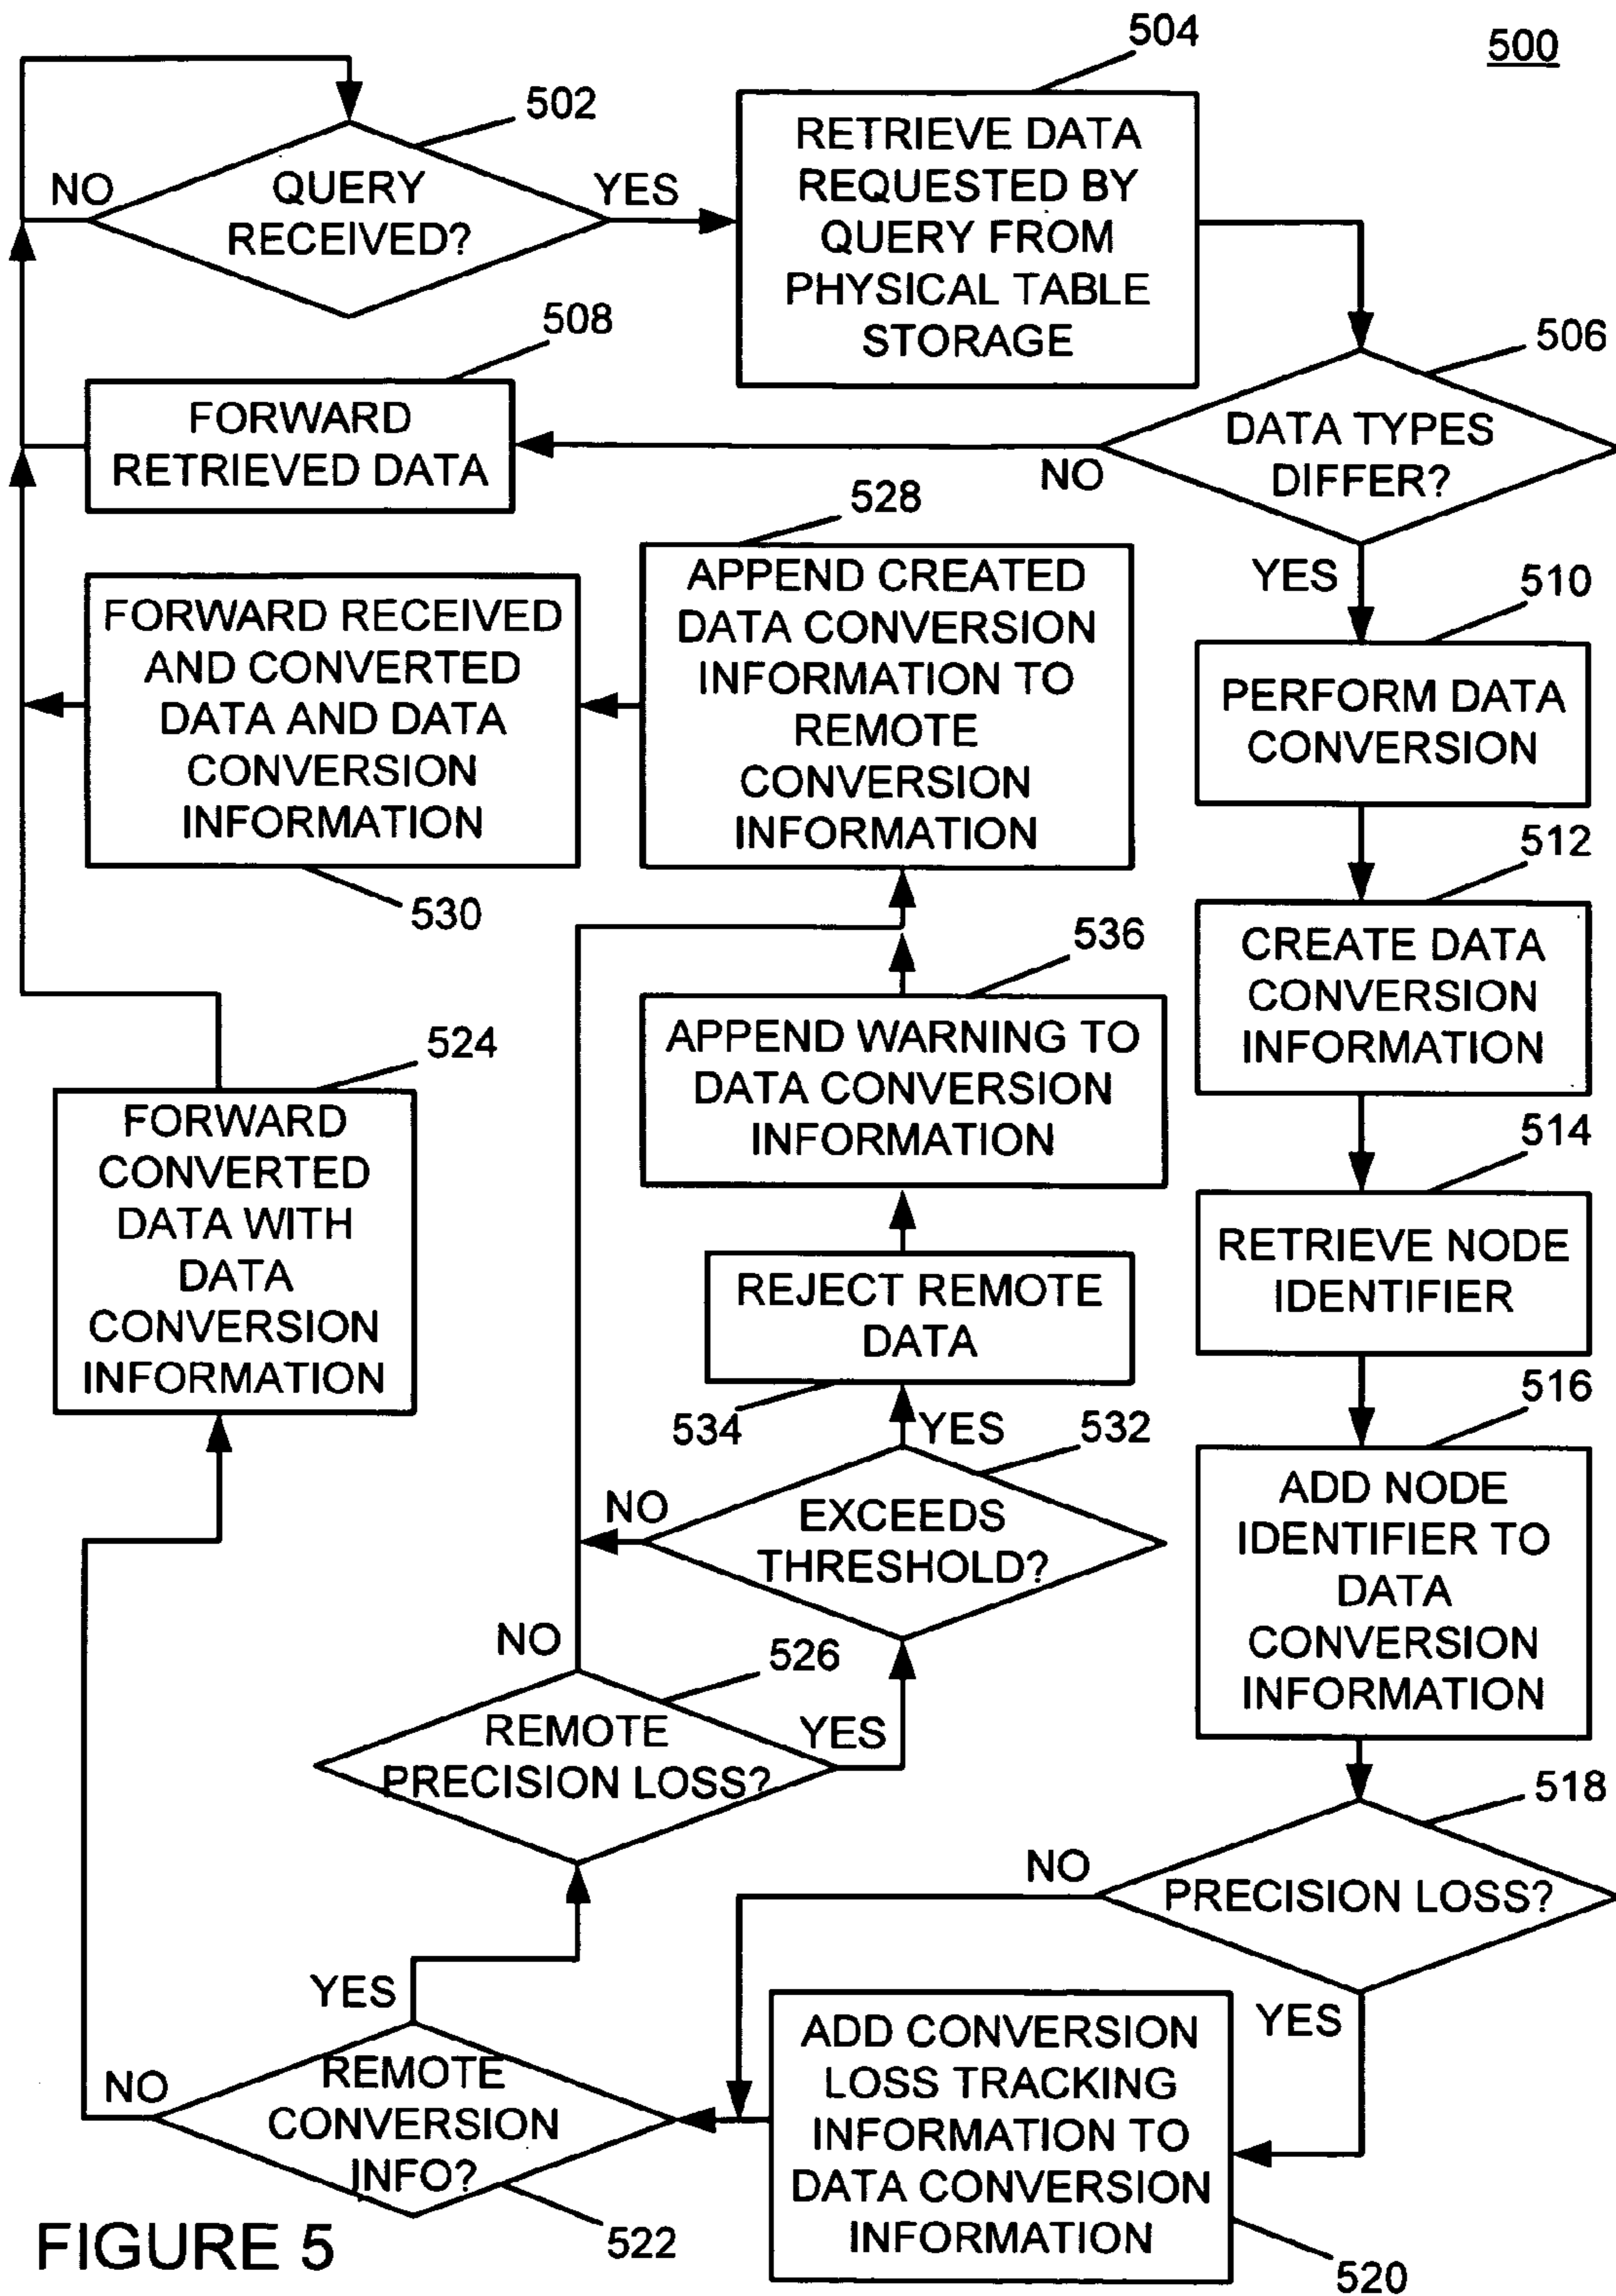 500
504
502
NO
QUERY
RECEIVED?
YES
RETRIEVE DATA
REQUESTED BY
QUERY FROM
PHYSICAL TABLE
STORAGE
508
506
FORWARD
RETRIEVED DATA
DATA TYPES
DIFFER?
NO
YES
528
510
FORWARD RECEIVED
AND CONVERTED
DATA AND DATA
CONVERSION
INFORMATION
530
APPEND CREATED
DATA CONVERSION
INFORMATION TO
REMOTE
CONVERSION
INFORMATION
PERFORM DATA
CONVERSION
512
536
CREATE DATA
CONVERSION
INFORMATION
524
APPEND WARNING TO
DATA CONVERSION
INFORMATION
514
FORWARD
CONVERTED
DATA WITH
DATA
CONVERSION
INFORMATION
RETRIEVE NODE
IDENTIFIER
REJECT REMOTE
DATA
534
YES
532
516
NO
EXCEEDS
THRESHOLD?
ADD NODE
IDENTIFIER TO
DATA
CONVERSION
INFORMATION
NO
526
REMOTE
PRECISION LOSS?
YES
518
NO
PRECISION LOSS?
YES
YES
NO
REMOTE
CONVERSION
INFO?
522
ADD CONVERSION
LOSS TRACKING
INFORMATION TO
DATA CONVERSION
INFORMATION
520
FIGURE 5